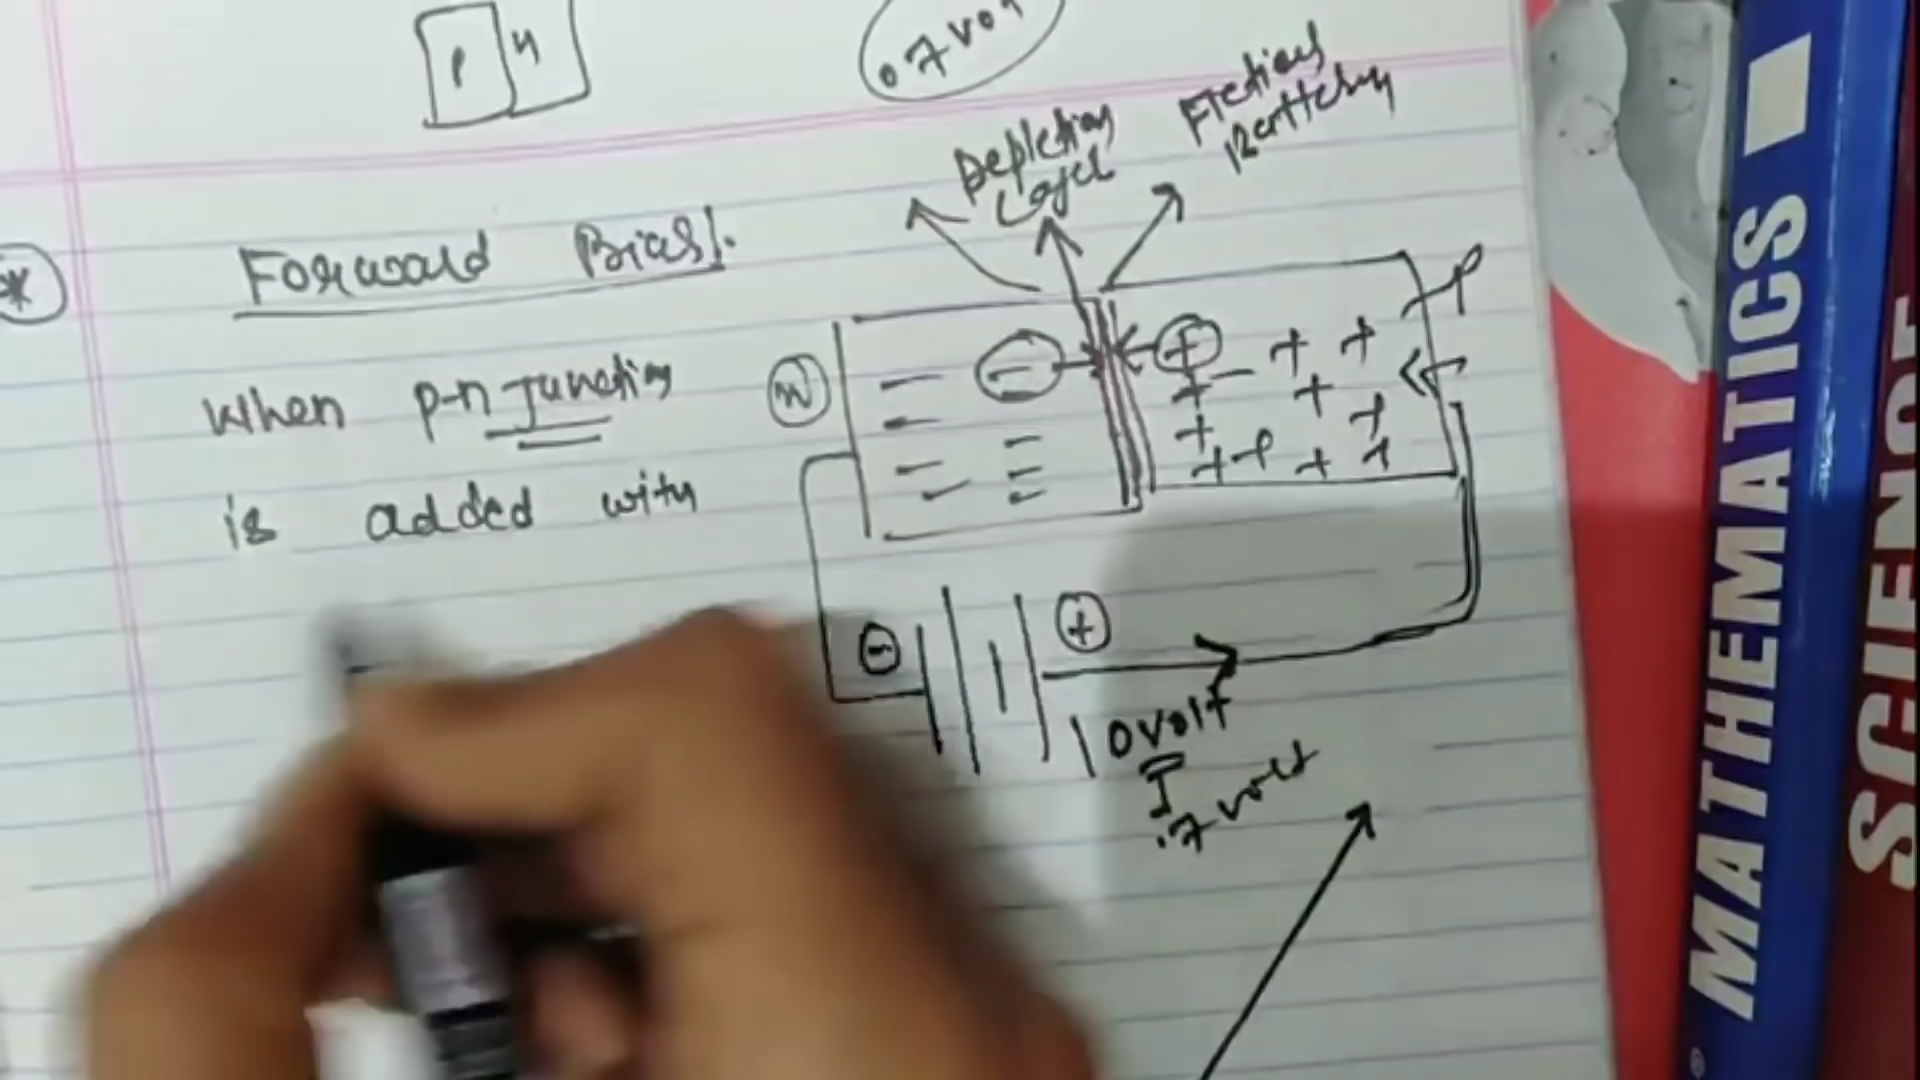 P n
.7 volt
Depletion
Layer
Fictious
Battery
Forward Bias:
P
When p-n Junction
N
is added with
- +
10 volt
I
.7 volt
MATHEMATICS
SCIENCE